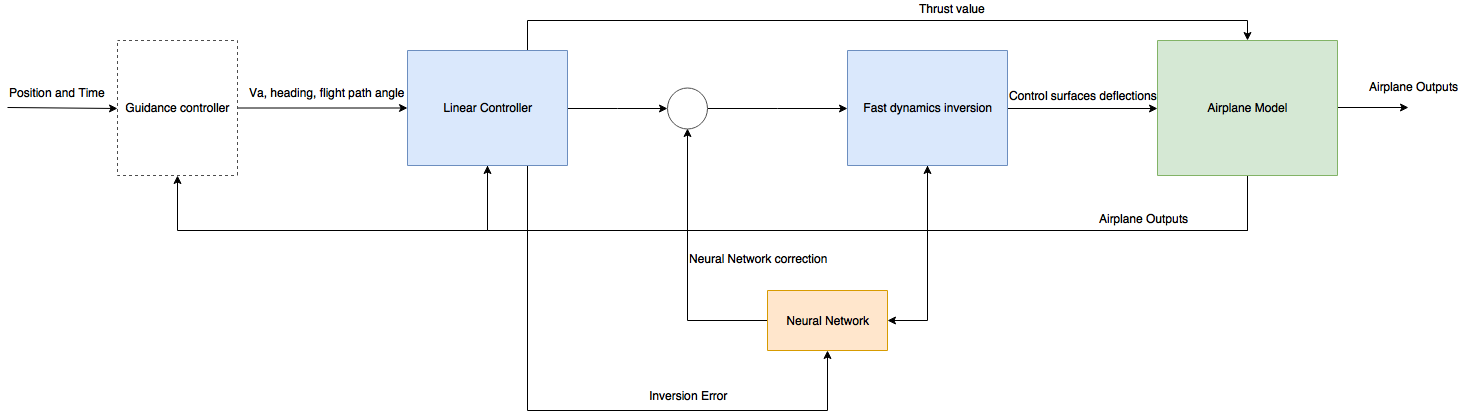 Thrust value
Position and Time
Guidance controller
Va, heading, flight path angle
Linear Controller
Fast dynamics inversion
Control surfaces deflections
Airplane Model
Airplane Outputs
Airplane Outputs
Neural Network correction
Neural Network
Inversion Error